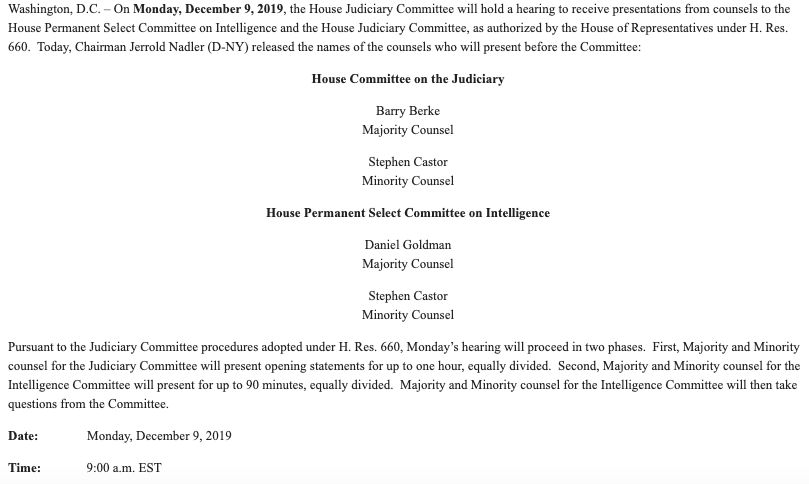 Washington, D.C. – On Monday, December 9, 2019, the House Judiciary Committee will hold a hearing to receive presentations from counsels to the
House Permanent Select Committee on Intelligence and the House Judiciary Committee, as authorized by the House of Representatives under H. Res.
660.  Today, Chairman Jerrold Nadler (D-NY) released the names of the counsels who will present before the Committee:
House Committee on the Judiciary
Barry Berke
Majority Counsel
Stephen Castor
Minority Counsel
House Permanent Select Committee on Intelligence
Daniel Goldman
Majority Counsel
Stephen Castor
Minority Counsel
Pursuant to the Judiciary Committee procedures adopted under H. Res. 660, Monday's hearing will proceed in two phases.  First, Majority and Minority
counsel for the Judiciary Committee will present opening statements for up to one hour, equally divided.  Second, Majority and Minority counsel for the
Intelligence Committee will present for up to 90 minutes, equally divided.  Majority and Minority counsel for the Intelligence Committee will then take
questions from the Committee.
Date: Monday, December 9, 2019
Time: 9:00 a.m. EST